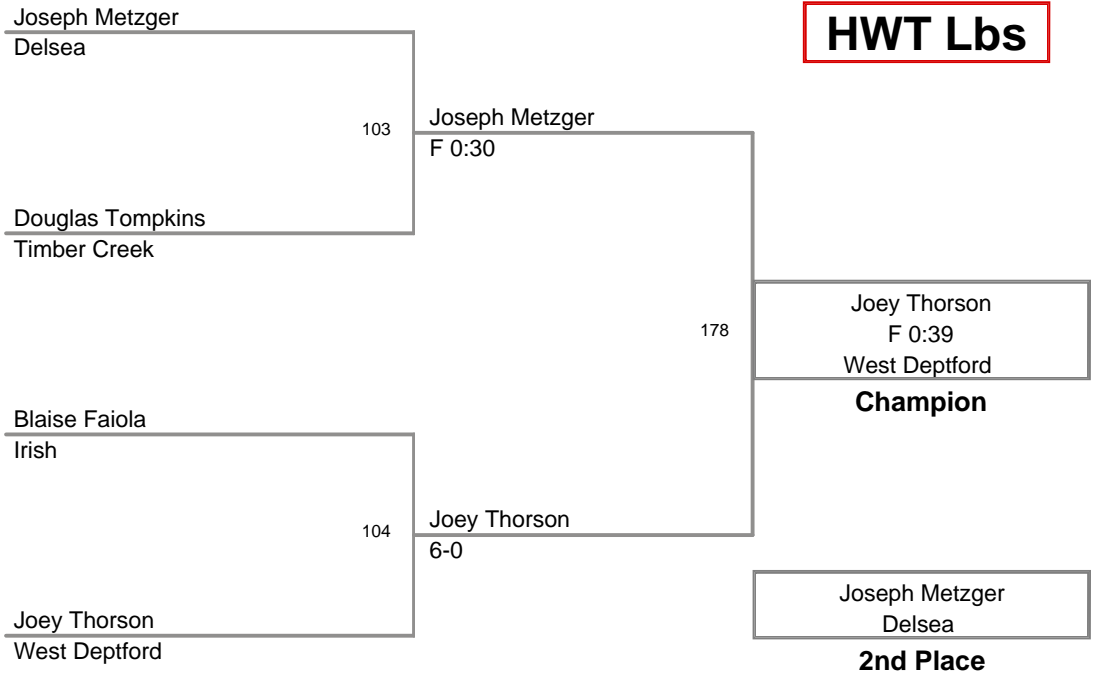 Joseph Metzger
Delsea
HWT Lbs
103
Joseph Metzger
F 0:30
Douglas Tompkins
Timber Creek
178
Joey Thorson
F 0:39
West Deptford
Champion
Blaise Faiola
Irish
104
Joey Thorson
6-0
Joey Thorson
West Deptford
Joseph Metzger
Delsea
2nd Place